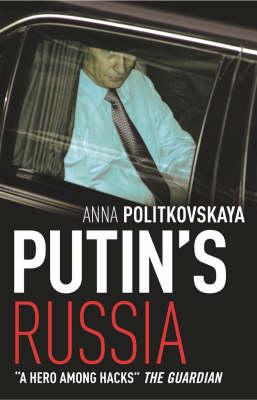 ANNA POLITKOVSKAYA
PUTIN'S
RUSSIA
"A HERO AMONG HACKS" THE GUARDIAN